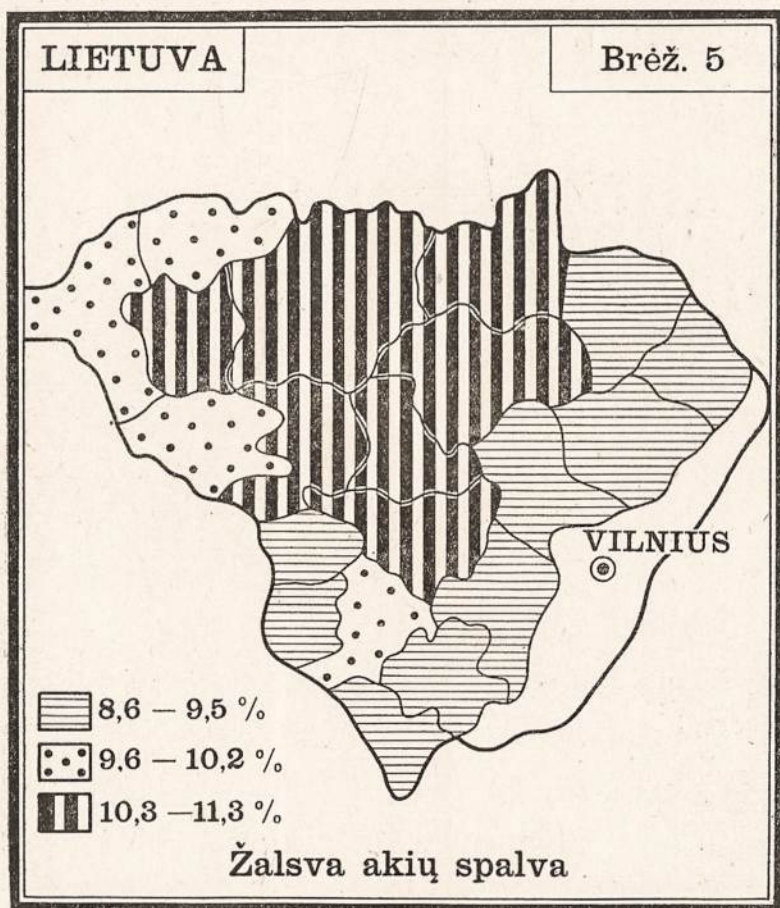 LIETUVA
Brėž. 5
VILNIUS
8,6 — 9,5 %
9,6 — 10,2 %
10,3 —11,3 %
Žalsva akių spalva